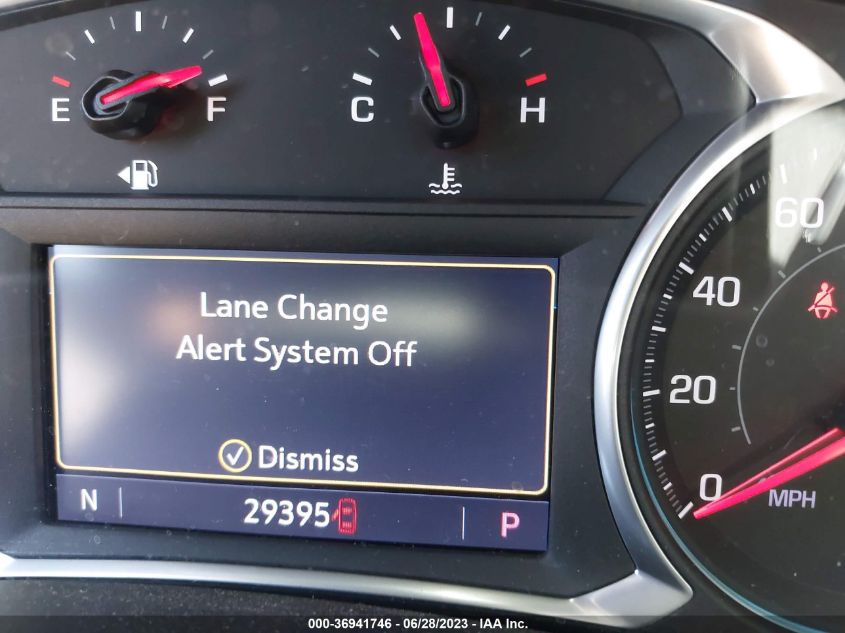 E F C H
60
40
20
0
MPH
Lane Change
Alert System Off
Dismiss
N 29395 P
000-36941746 - 06/28/2023 - IAA Inc.